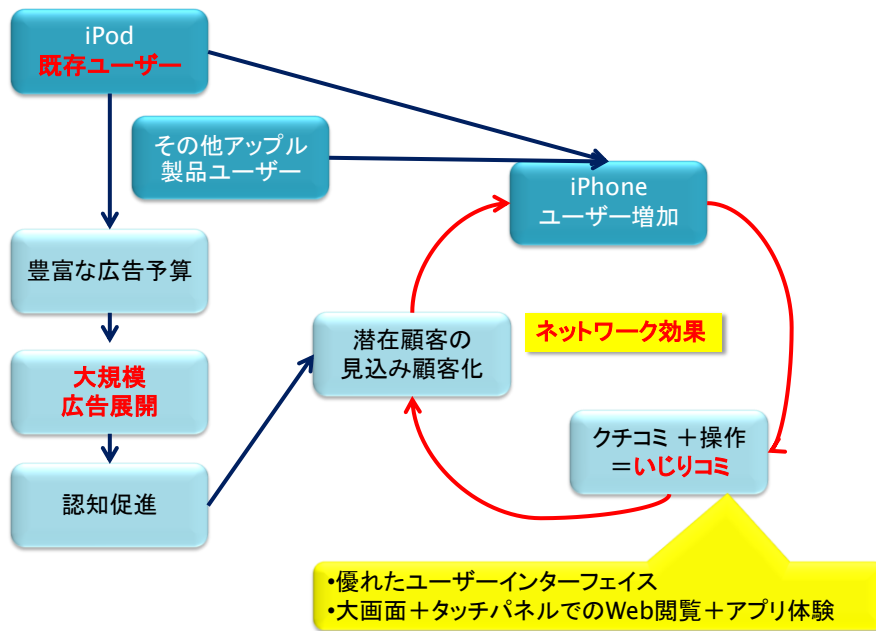 iPod
既存ユーザー
その他アップル
製品ユーザー
iPhone
ユーザー増加
豊富な広告予算
潜在顧客の
見込み顧客化
ネットワーク効果
大規模
広告展開
クチコミ ＋操作
＝いじりコミ
認知促進
•優れたユーザーインターフェイス
•大画面＋タッチパネルでのWeb閲覧＋アプリ体験